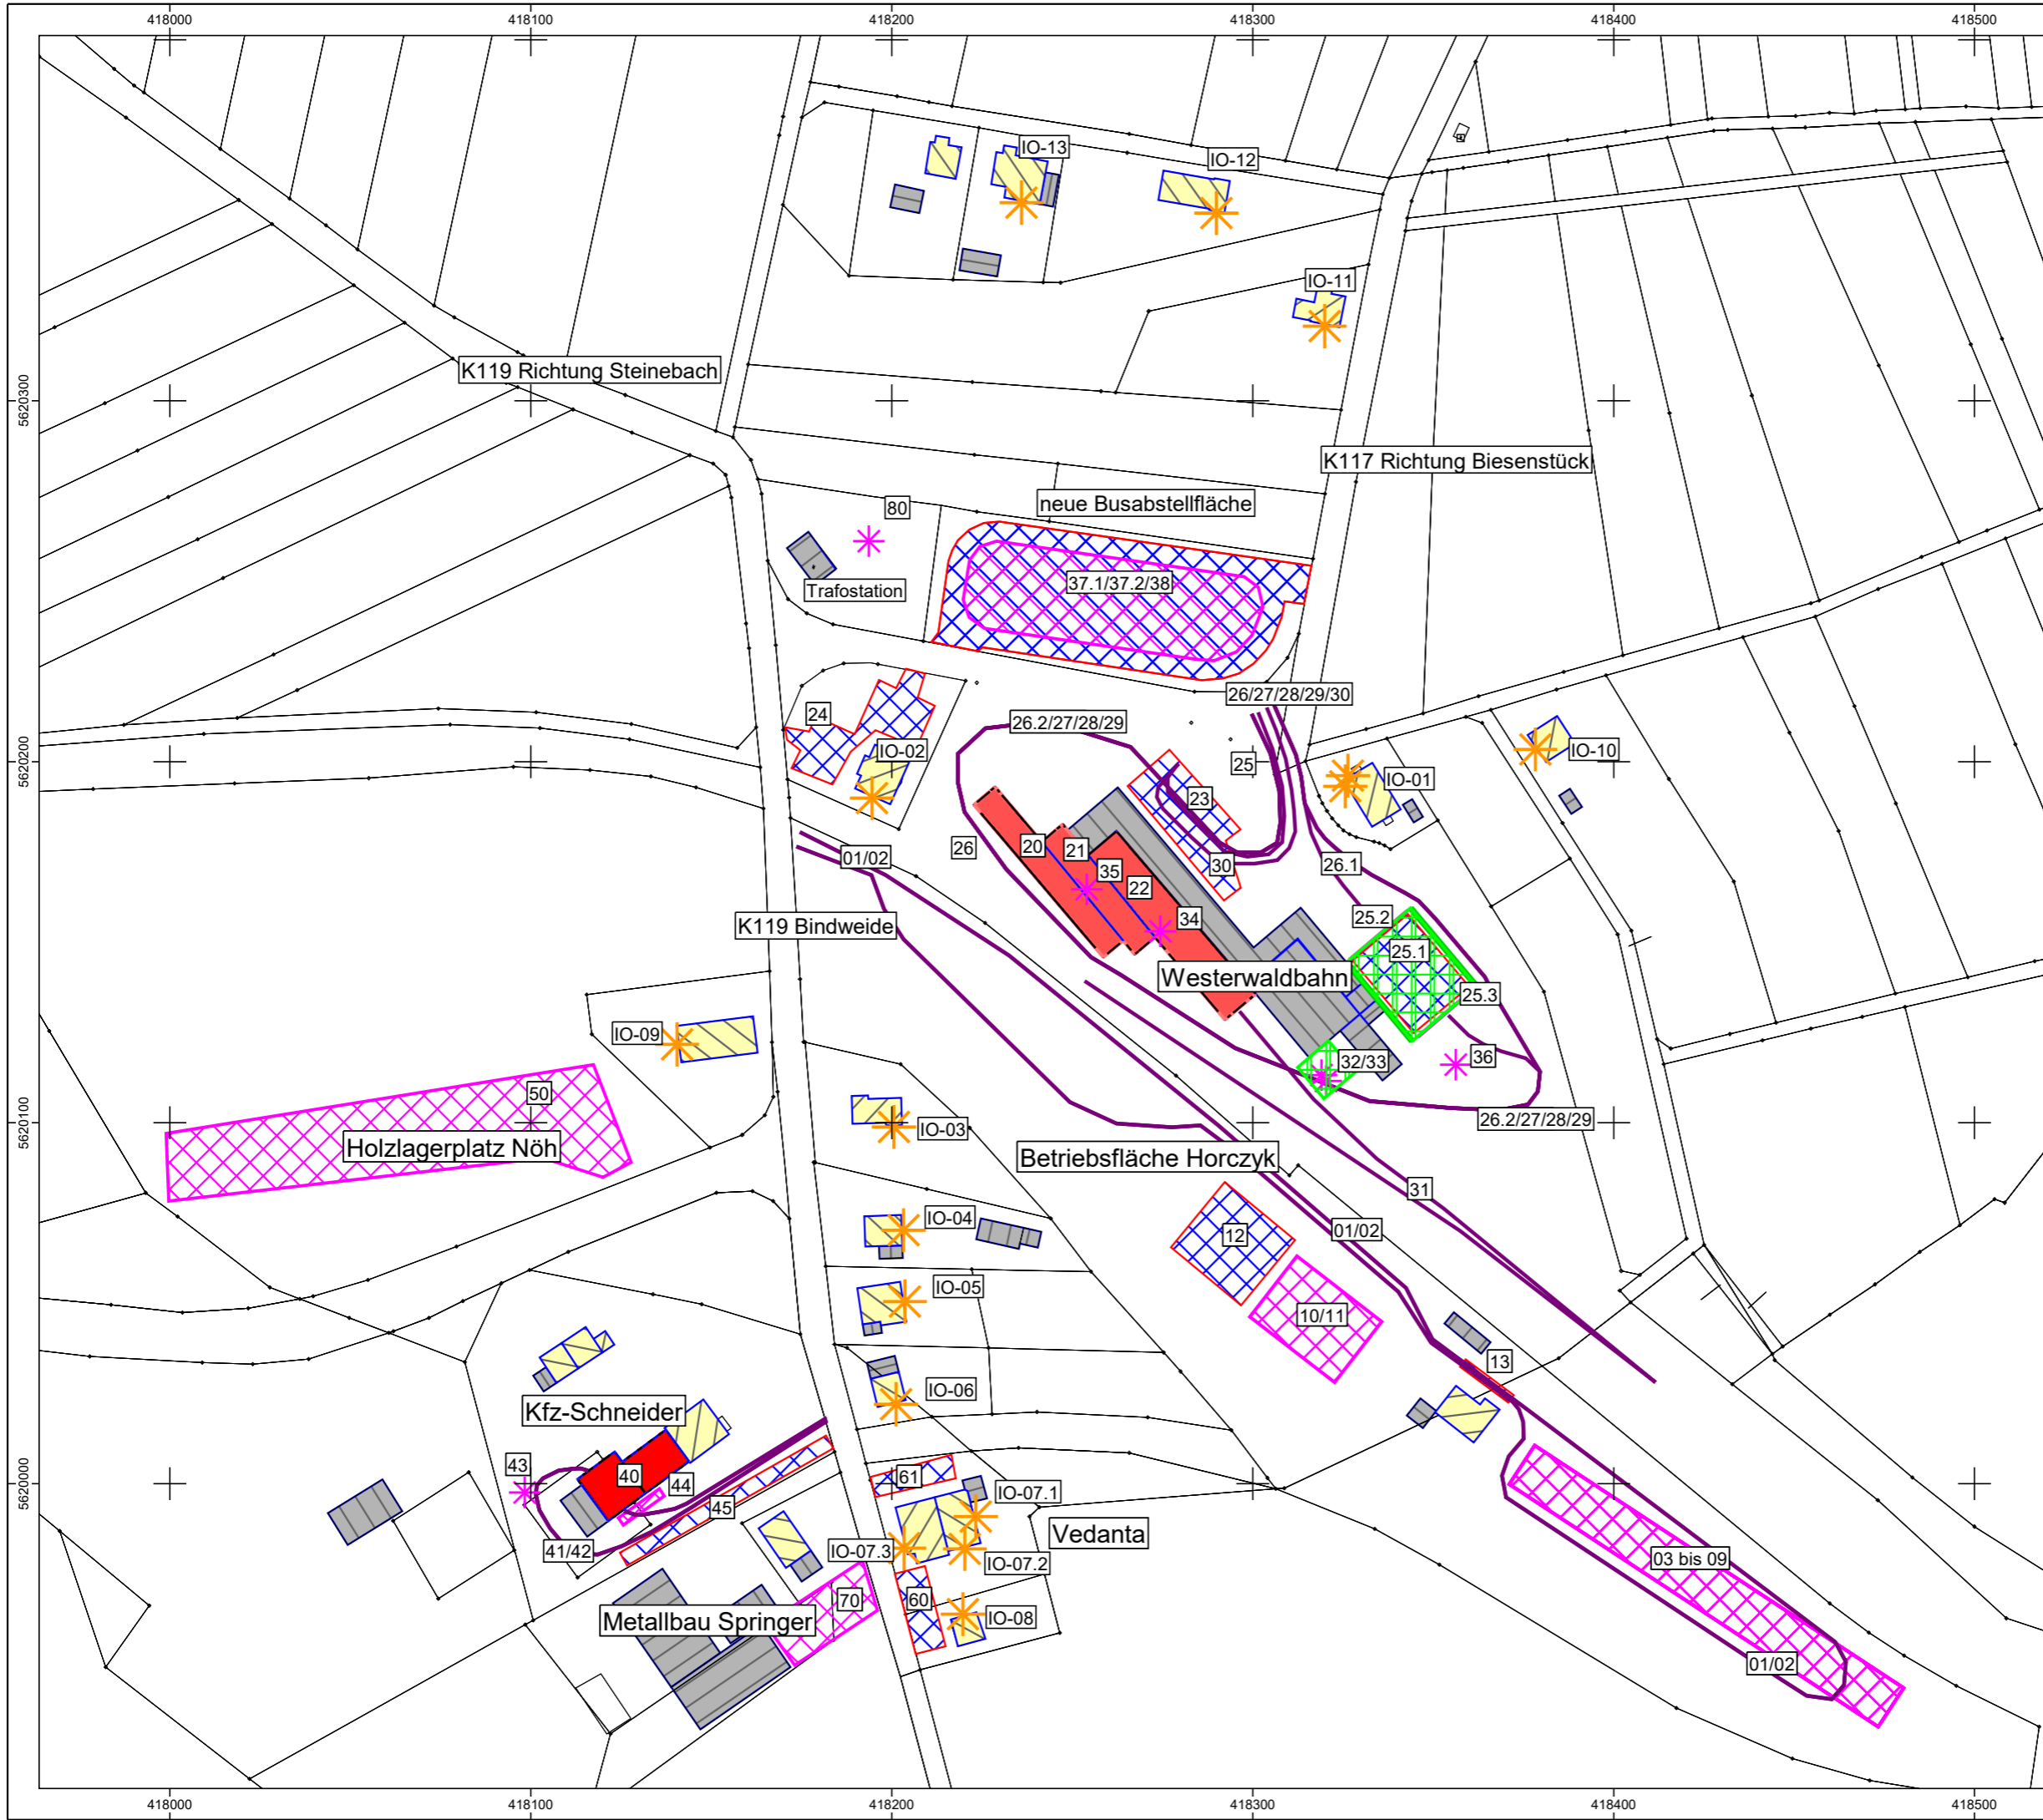 418000
418100
418200
418300
418400
418500
IO-13
IO-12
IO-11
K119 Richtung Steinebach
5620300
K117 Richtung Biesenstück
neue Busabstellfläche
80
37.1/37.2/38
Trafostation
26/27/28/29/30
26.2/27/28/29
24
IO-02
25
IO-10
IO-01
5620200
23
20
21
26
35
22
30
26.1
01/02
34
25.2
K119 Bindweide
25.1
Westerwaldbahn
25.3
IO-09
32/33
36
50
5620100
26.2/27/28/29
IO-03
Holzlagerplatz Nöh
Betriebsfläche Horczyk
31
IO-04
12
01/02
IO-05
10/11
13
IO-06
Kfz-Schneider
43
40
44
61
5620000
45
IO-07.1
Vedanta
41/42
IO-07.3
IO-07.2
03 bis 09
70
60
IO-08
Metallbau Springer
01/02
418000
418100
418200
418300
418400
418500